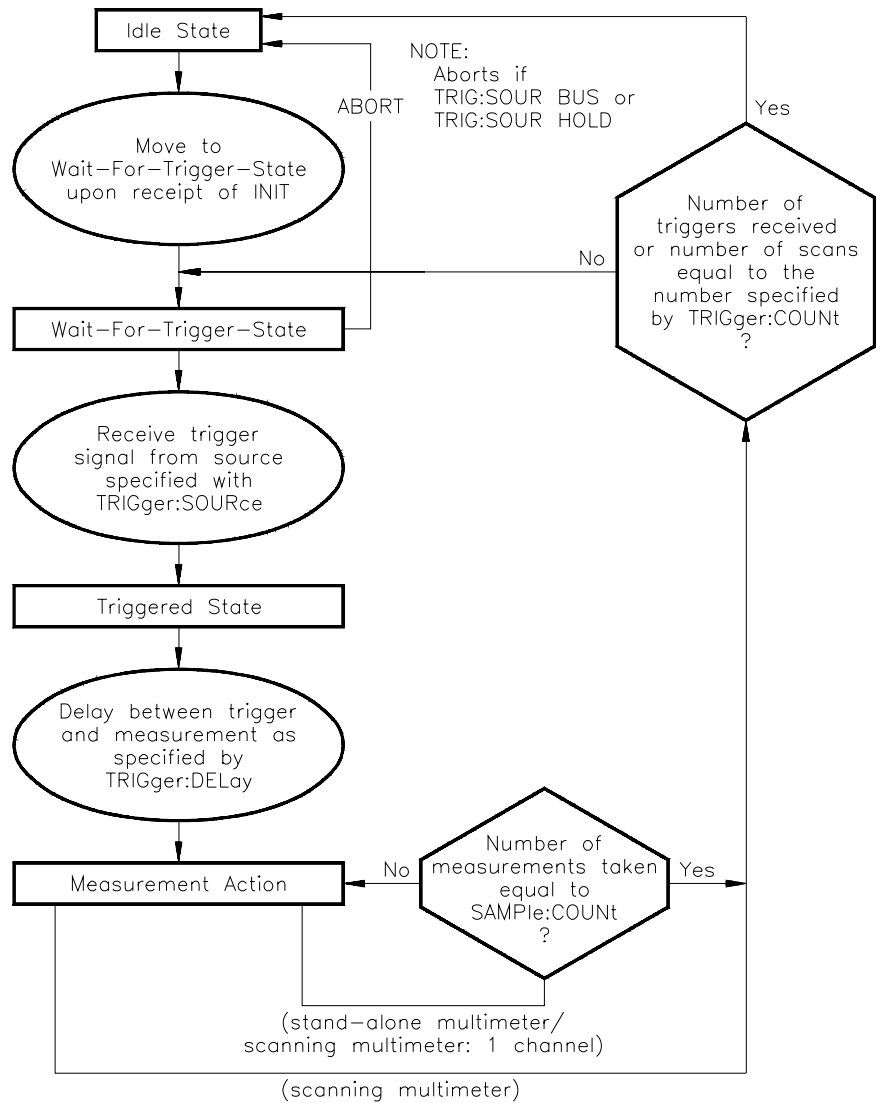 Idle State
NOTE:
Aborts if
TRIG:SOUR BUS or
TRIG:SOUR HOLD
ABORT
Yes
Move to
Wait-For-Trigger-State
upon receipt of INIT
Number of
triggers received
or number of scans
equal to the
number specified
by TRIGger:COUNt
?
No
Wait-For-Trigger-State
Receive trigger
signal from source
specified with
TRIGger:SOURce
Triggered State
Delay between trigger
and measurement as
specified by
TRIGger:DELay
Measurement Action
No
Number of
measurements taken
equal to
SAMPle:COUNt
?
Yes
(stand-alone multimeter/
scanning multimeter: 1 channel)
(scanning multimeter)